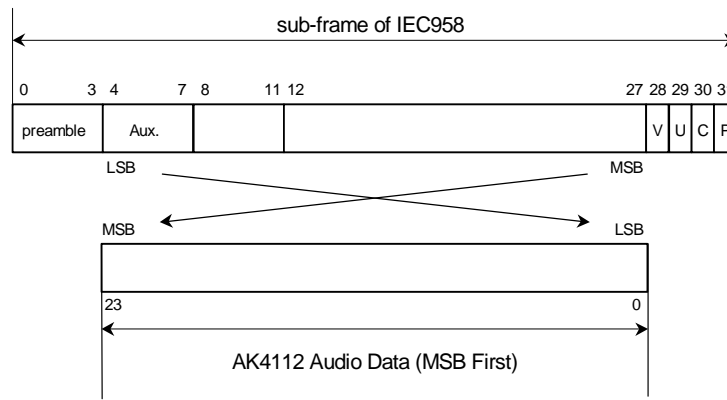 sub-frame of IEC958
0 3 4 7 8 11 12 27 28 29 30 3
preamble Aux. V U C P
LSB MSB
MSB LSB
23 0
AK4112 Audio Data (MSB First)